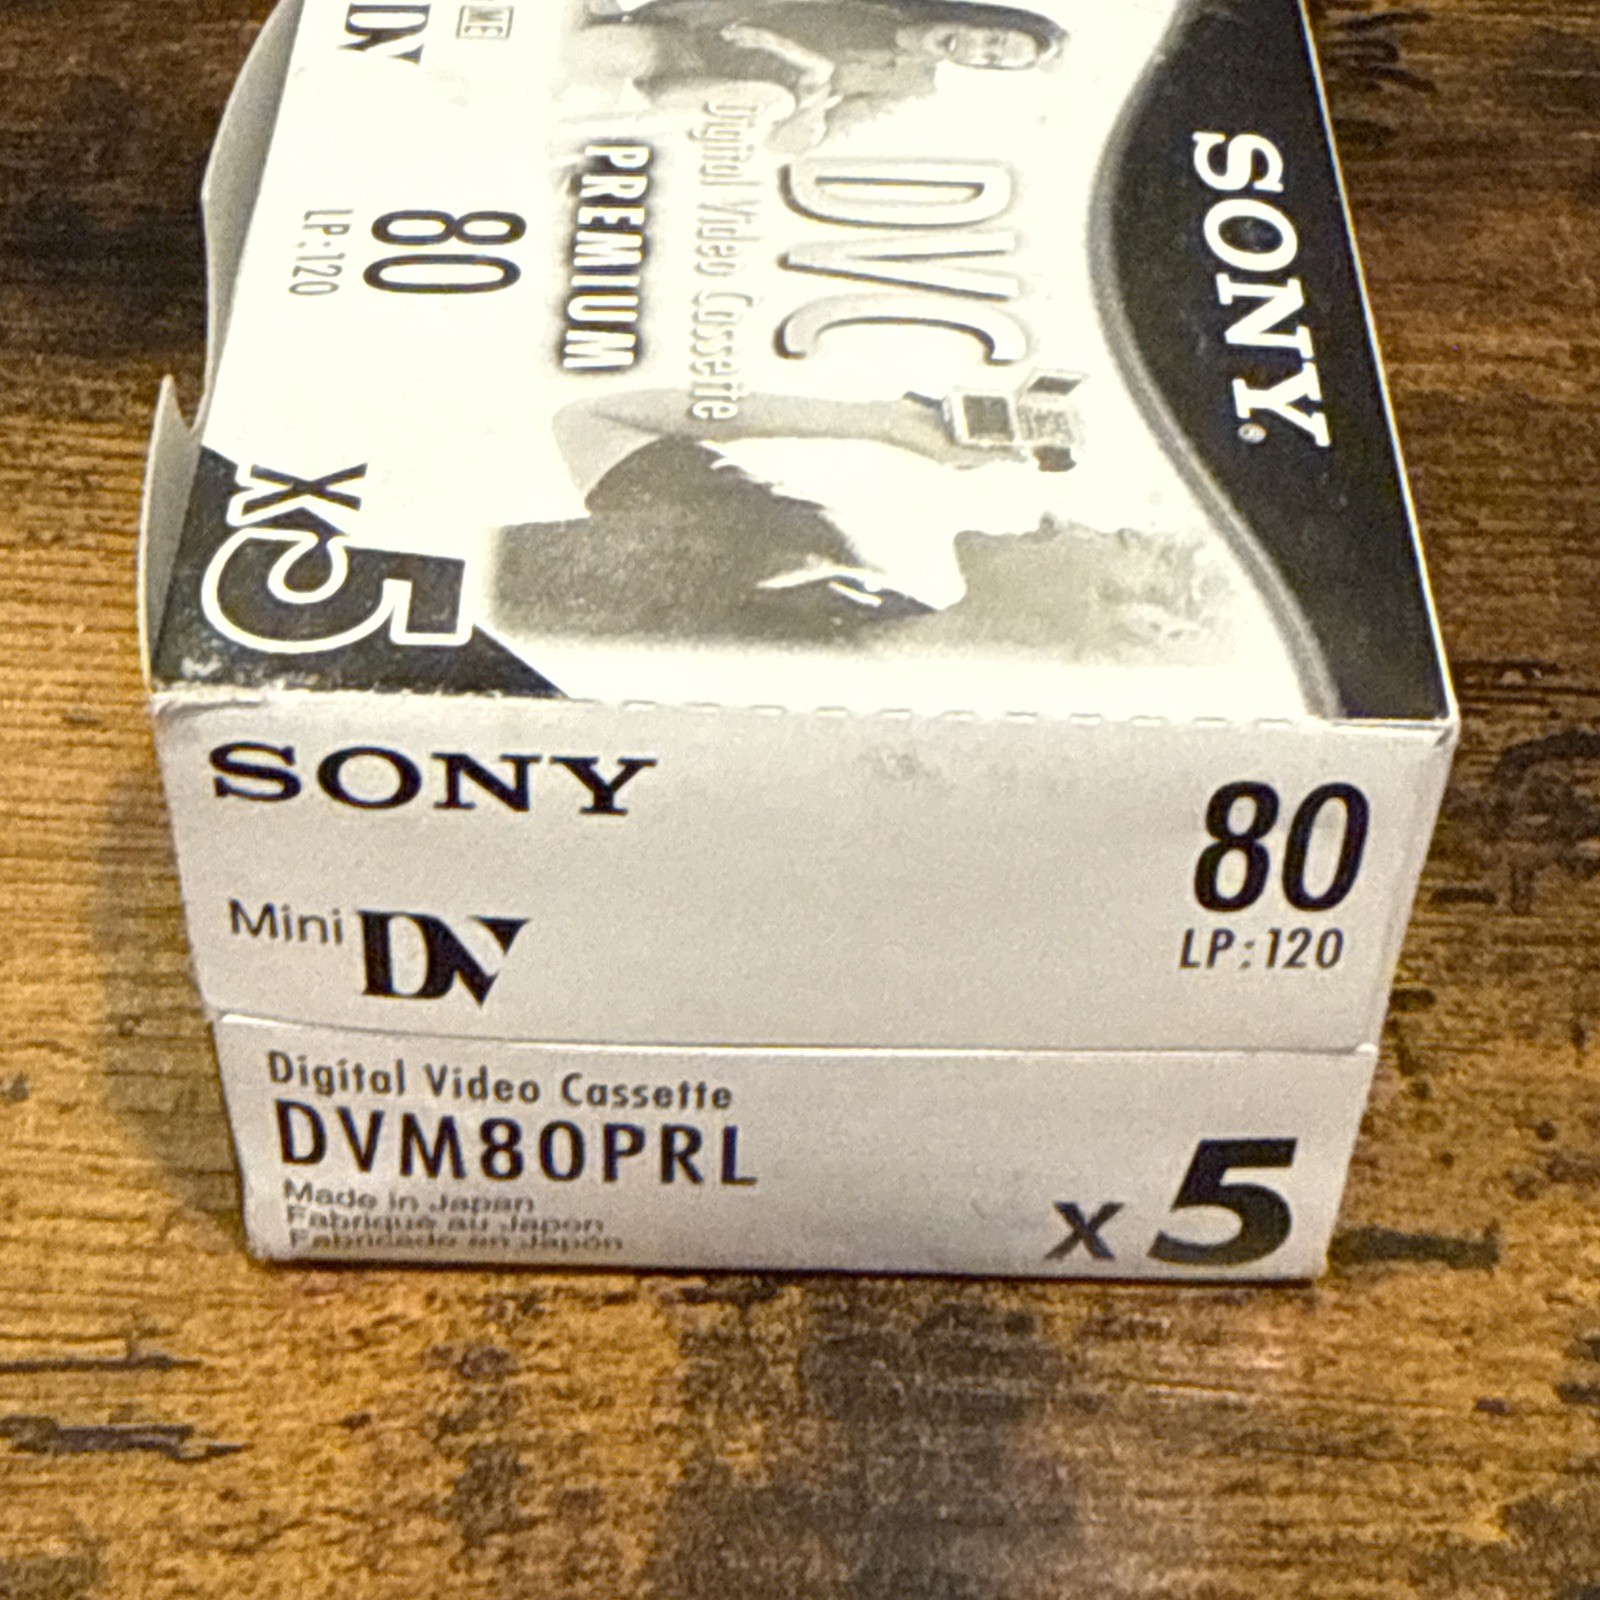 SONY®
DVC
Digital Video Cassette
PREMIUM
DV
80
LP:120
x5
SONY
80
LP:120
Mini DV
Digital Video Cassette
DVM80PRL
Made in Japan
Fabriqué au Japon
Fabricado en Japón
x5